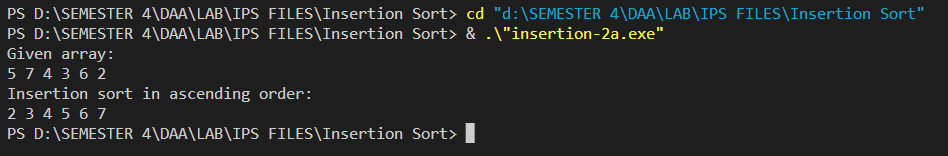 PS D:\SEMESTER 4\DAA\LAB\IPS FILES\Insertion Sort> cd "d:\SEMESTER 4\DAA\LAB\IPS FILES\Insertion Sort"
PS D:\SEMESTER 4\DAA\LAB\IPS FILES\Insertion Sort> & .\"insertion-2a.exe"
Given array:
5 7 4 3 6 2
Insertion sort in ascending order:
2 3 4 5 6 7
PS D:\SEMESTER 4\DAA\LAB\IPS FILES\Insertion Sort>